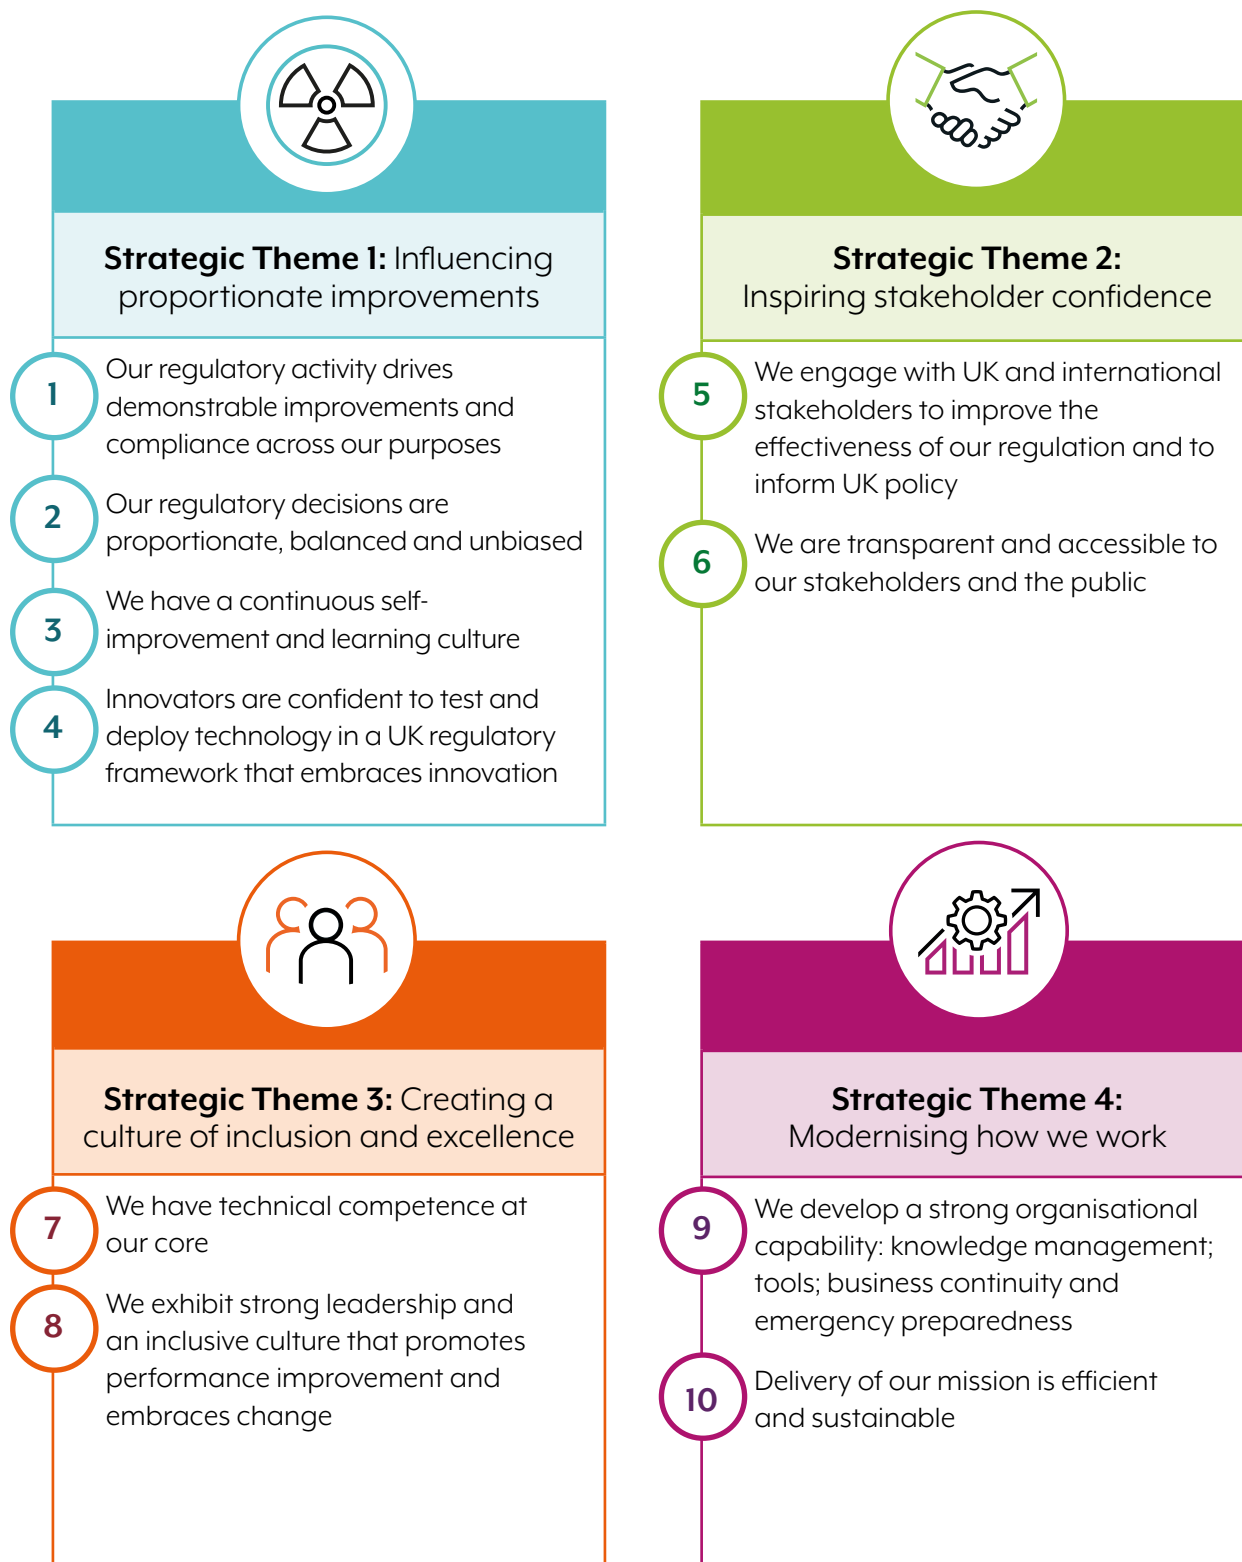 Strategic Theme 1: Influencing
proportionate improvements
1
Our regulatory activity drives
demonstrable improvements and
compliance across our purposes
2
Our regulatory decisions are
proportionate, balanced and unbiased
3
We have a continuous self-
improvement and learning culture
4
Innovators are confident to test and
deploy technology in a UK regulatory
framework that embraces innovation
Strategic Theme 2:
Inspiring stakeholder confidence
5
We engage with UK and international
stakeholders to improve the
effectiveness of our regulation and to
inform UK policy
6
We are transparent and accessible to
our stakeholders and the public
Strategic Theme 3: Creating a
culture of inclusion and excellence
7
We have technical competence at
our core
8
We exhibit strong leadership and
an inclusive culture that promotes
performance improvement and
embraces change
Strategic Theme 4:
Modernising how we work
9
We develop a strong organisational
capability: knowledge management;
tools; business continuity and
emergency preparedness
10
Delivery of our mission is efficient
and sustainable